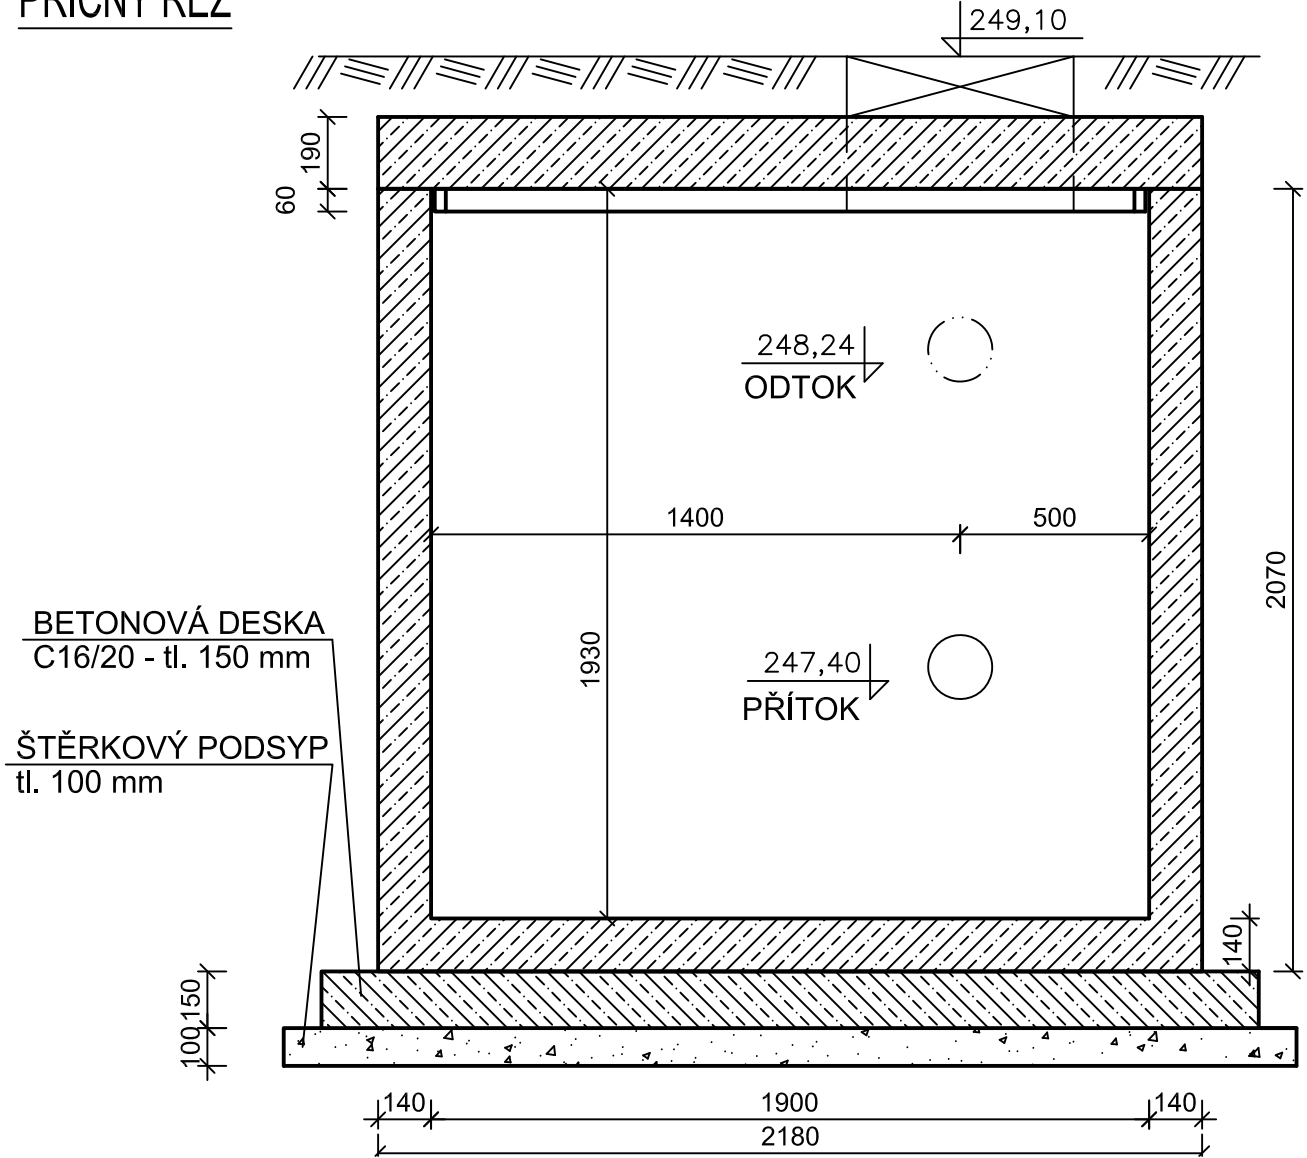 PŘÍČNÝ ŘEZ
249,10
190
60
248,24
ODTOK
1400
500
2070
BETONOVÁ DESKA
C16/20 - tl. 150 mm
1930
247,40
PŘÍTOK
ŠTĚRKOVÝ PODSYP
tl. 100 mm
140
150
100
140
1900
140
2180